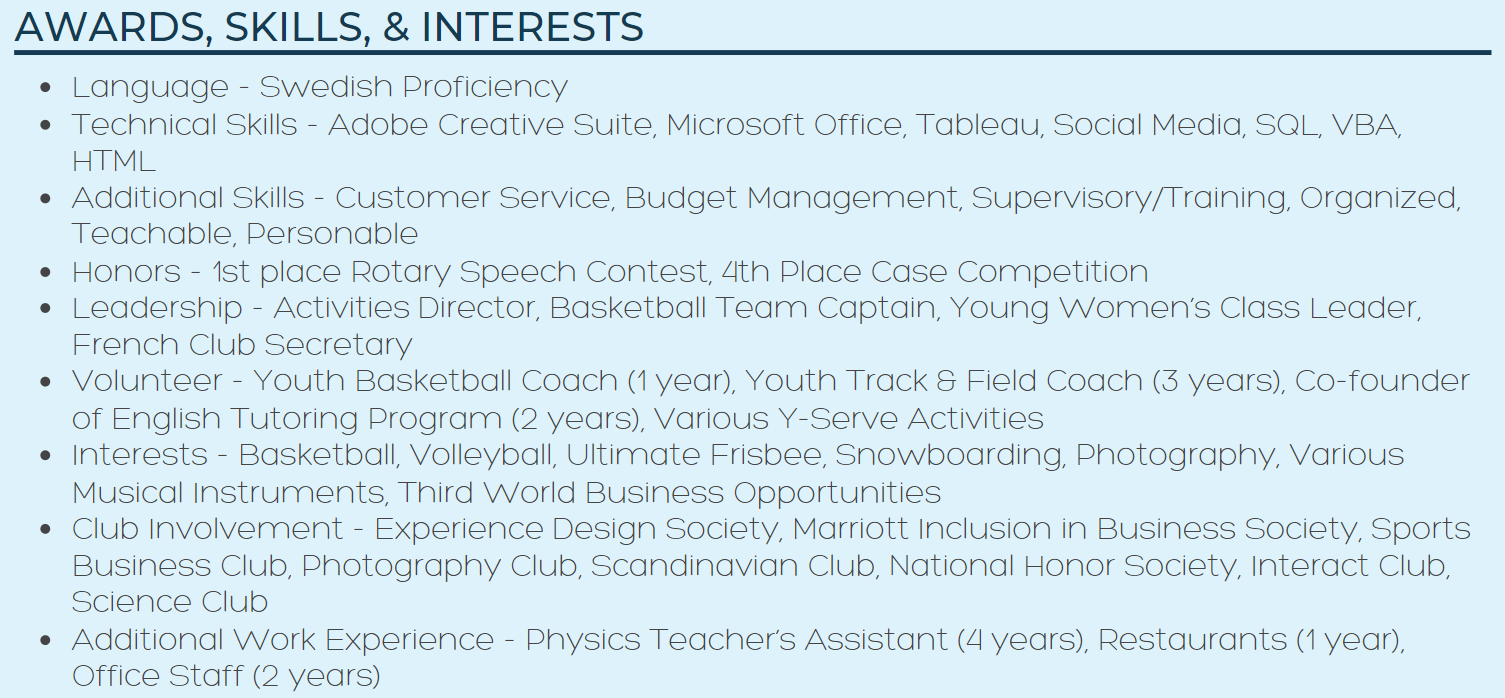 AWARDS, SKILLS, & INTERESTS
• Language - Swedish Proficiency
• Technical Skills - Adobe Creative Suite, Microsoft Office, Tableau, Social Media, SQL, VBA,
HTML
• Additional Skills - Customer Service, Budget Management, Supervisory/Training, Organized,
Teachable, Personable
• Honors - 1st place Rotary Speech Contest, 4th Place Case Competition
• Leadership - Activities Director, Basketball Team Captain, Young Women's Class Leader,
French Club Secretary
• Volunteer - Youth Basketball Coach (1 year), Youth Track & Field Coach (3 years), Co-founder
of English Tutoring Program (2 years), Various Y-Serve Activities
• Interests - Basketball, Volleyball, Ultimate Frisbee, Snowboarding, Photography, Various
Musical Instruments, Third World Business Opportunities
• Club Involvement - Experience Design Society, Marriott Inclusion in Business Society, Sports
Business Club, Photography Club, Scandinavian Club, National Honor Society, Interact Club,
Science Club
• Additional Work Experience - Physics Teacher's Assistant (4 years), Restaurants (1 year),
Office Staff (2 years)